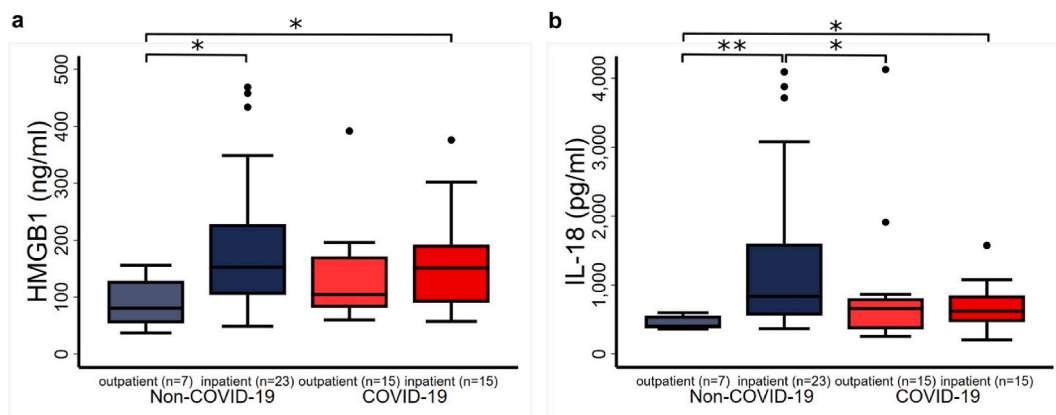 a
*
*
HMGB1 (ng/ml)
500
400
300
200
100
0
outpatient (n=7) inpatient (n=23) outpatient (n=15) inpatient (n=15)
Non-COVID-19 COVID-19
b
*
** *
IL-18 (pg/ml)
4,000
3,000
2,000
1,000
0
outpatient (n=7) inpatient (n=23) outpatient (n=15) inpatient (n=15)
Non-COVID-19 COVID-19